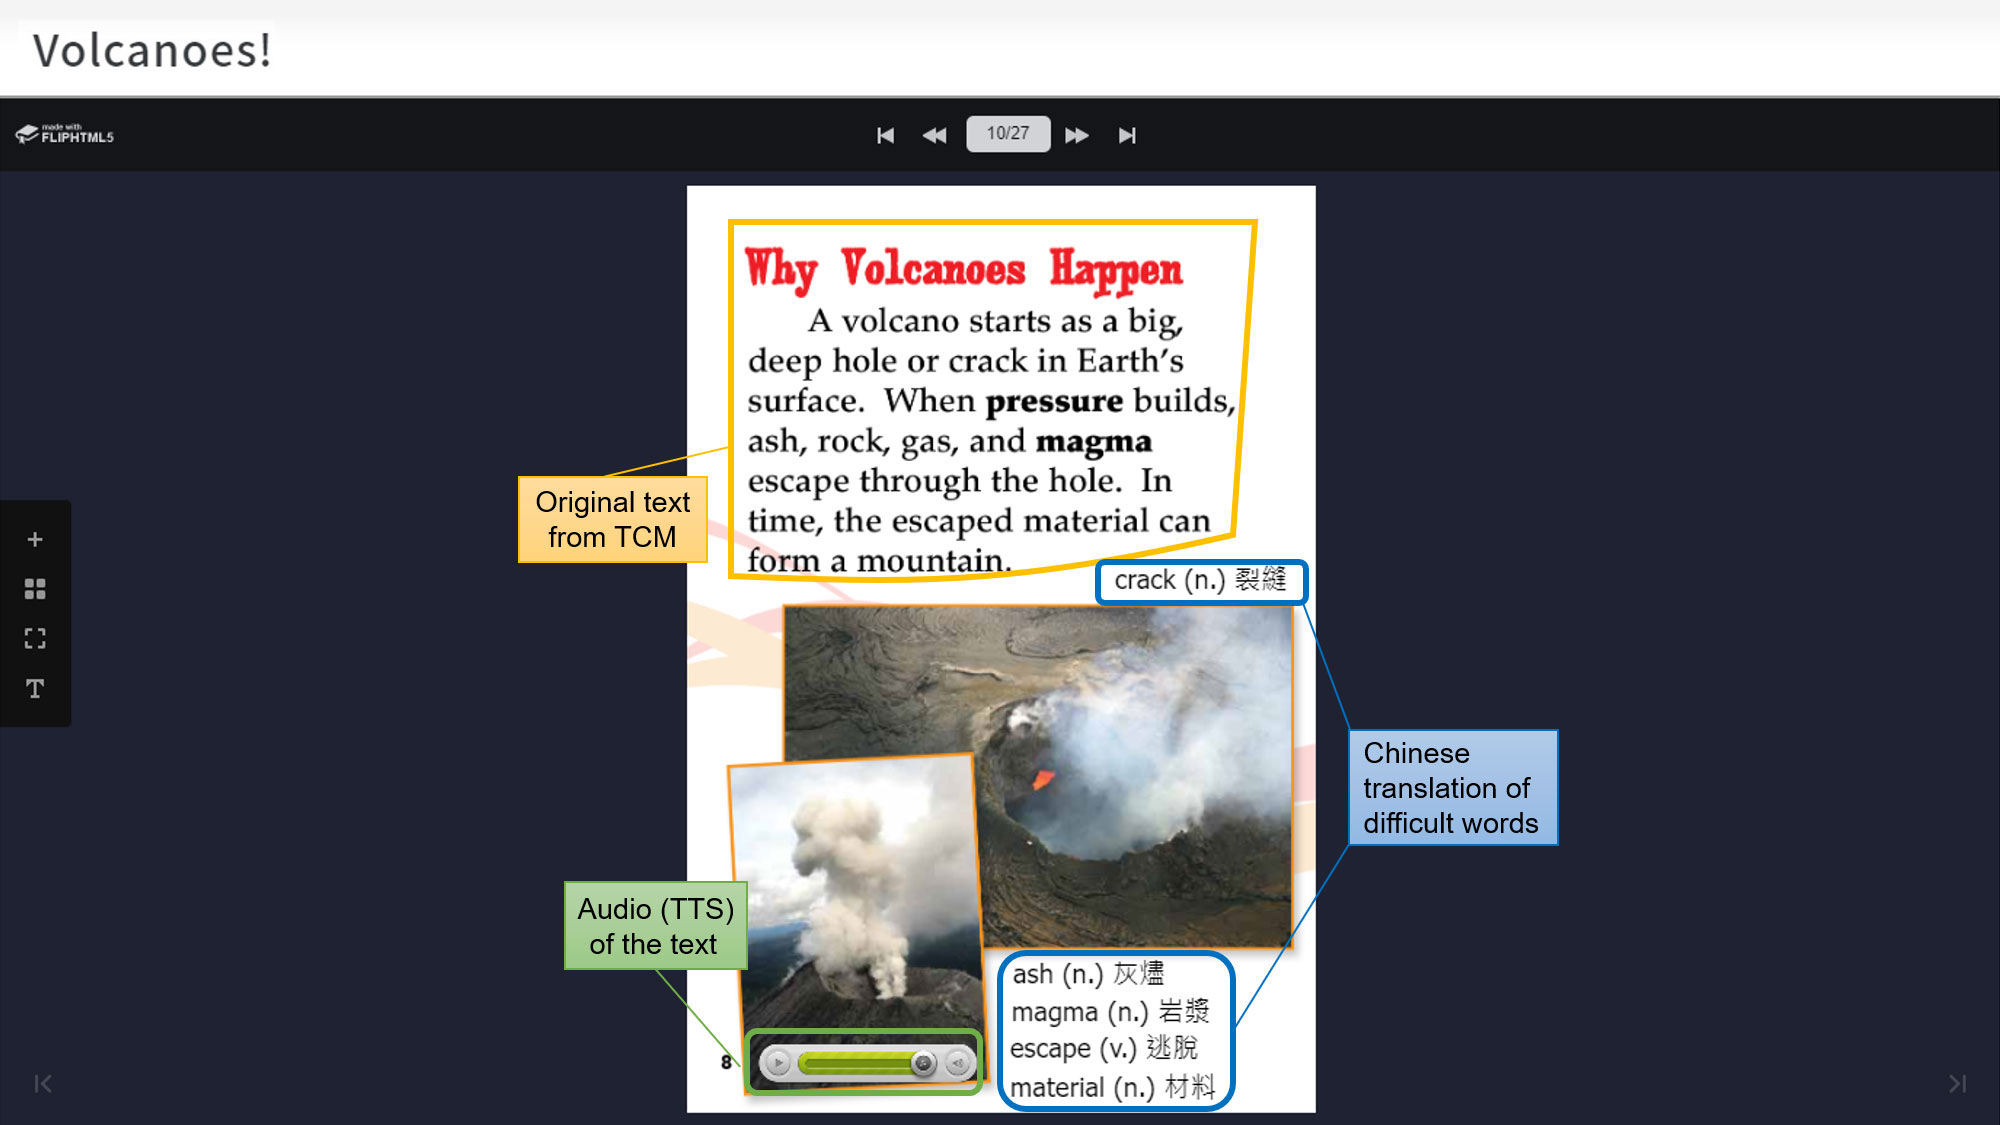 Volcanoes!
made with
FLIPHTML5
10/27
Why Volcanoes Happen
A volcano starts as a big,
deep hole or crack in Earth's
surface. When pressure builds,
ash, rock, gas, and magma
escape through the hole. In
time, the escaped material can
form a mountain.
Original text
from TCM
crack (n.) 裂縫
Chinese
translation of
difficult words
Audio (TTS)
of the text
ash (n.) 灰燼
magma (n.) 岩漿
escape (v.) 逃脫
material (n.) 材料
8